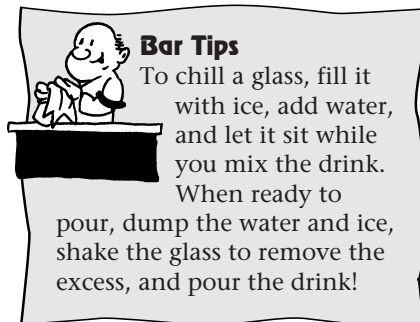 Bar Tips
To chill a glass, fill it
with ice, add water,
and let it sit while
you mix the drink.
When ready to
pour, dump the water and ice,
shake the glass to remove the
excess, and pour the drink!